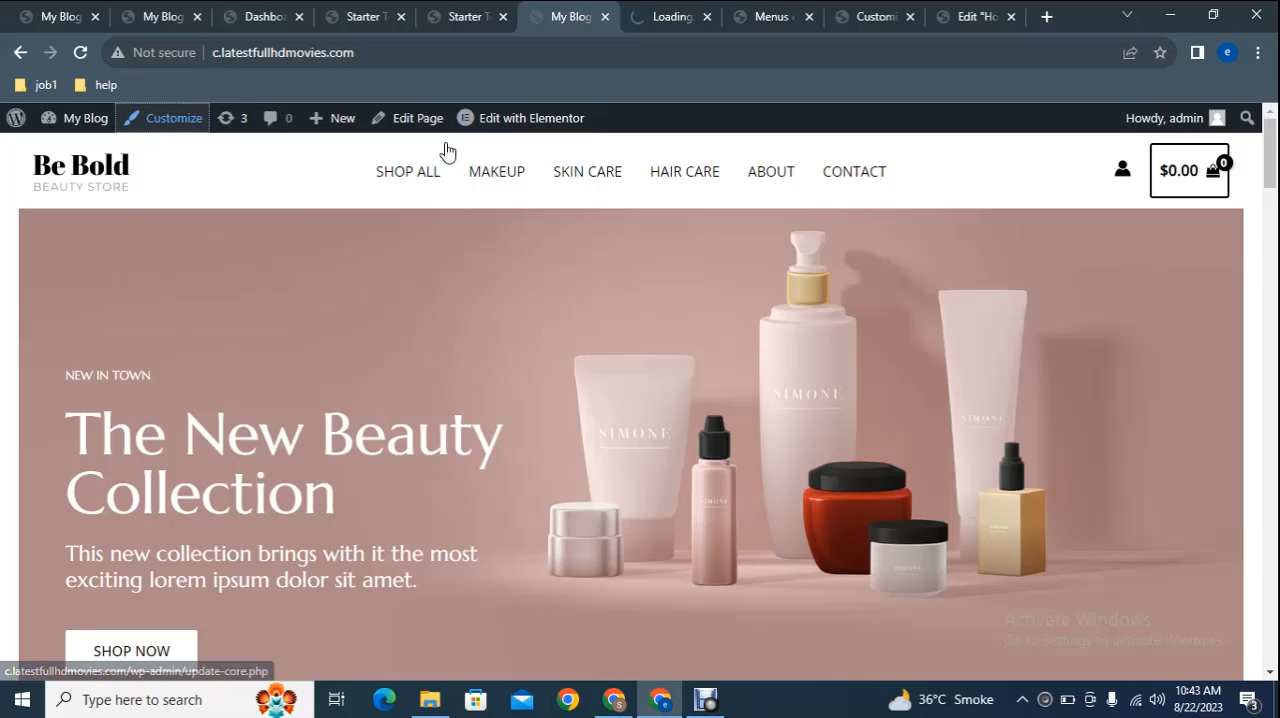 My Blog
My Blog
Dashbo
Starter T
Starter T
My Blog
Loading
Menus
Customi
Edit "Ho
Not secure
c.latestfullhdmovies.com
e
job1
help
My Blog
Customize
3
0
New
Edit Page
Edit with Elementor
Howdy, admin
Be Bold
BEAUTY STORE
SHOP ALL
MAKEUP
SKIN CARE
HAIR CARE
ABOUT
CONTACT
$0.00
0
NEW IN TOWN
The New Beauty
Collection
This new collection brings with it the most
exciting lorem ipsum dolor sit amet.
SHOP NOW
SIMONE
SIMONE
SIMONE
SIMONE
Activate Windows
Go to Settings to activate Windows.
c.latestfullhdmovies.com/wp-admin/update-core.php
Type here to search
36°C Smoke
10:43 AM
8/22/2023
3